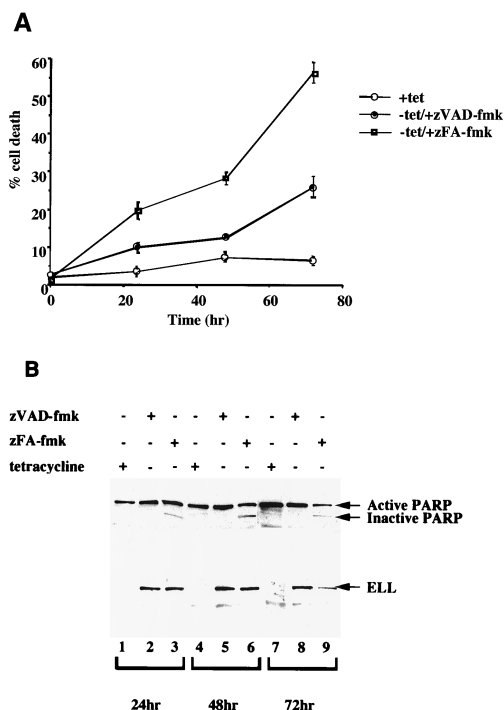 A
60
50
40
30
20
10
0
% cell death
0
20
40
60
80
Time (hr)
+tet
-tet/+zVAD-fmk
-tet/+zFA-fmk
B
zVAD-fmk - + - - + - - + -
zFA-fmk - - + - - + - - +
tetracycline + - - + - - + - -
Active PARP
Inactive PARP
ELL
1 2 3 4 5 6 7 8 9
24hr 48hr 72hr